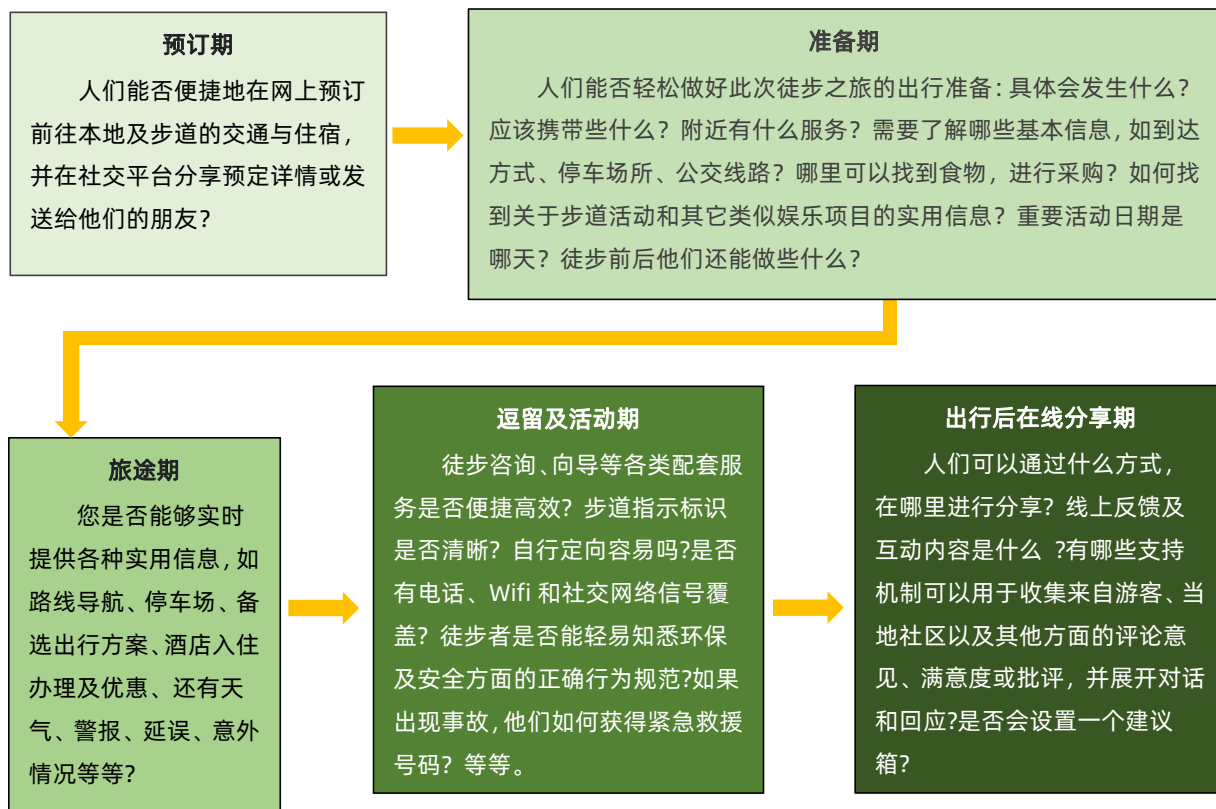 预订期
人们能否便捷地在网上预订
前往本地及步道的交通与住宿，
并在社交平台分享预定详情或发
送给他们的朋友？
准备期
人们能否轻松做好此次徒步之旅的出行准备：具体会发生什么？
应该携带些什么？附近有什么服务？需要了解哪些基本信息，如到达
方式、停车场所、公交线路？哪里可以找到食物，进行采购？如何找
到关于步道活动和其它类似娱乐项目的实用信息？重要活动日期是
哪天？徒步前后他们还能做些什么？
旅途期
您是否能够实时
提供各种实用信息，如
路线导航、停车场、备
选出行方案、酒店入住
办理及优惠、还有天
气、警报、延误、意外
情况等等？
逗留及活动期
徒步咨询、向导等各类配套服
务是否便捷高效？步道指示标识
是否清晰？自行定向容易吗?是否
有电话、Wifi 和社交网络信号覆
盖？徒步者是否能轻易知悉环保
及安全方面的正确行为规范?如果
出现事故，他们如何获得紧急救援
号码？等等。
出行后在线分享期
人们可以通过什么方式，
在哪里进行分享？线上反馈及
互动内容是什么 ?有哪些支持
机制可以用于收集来自游客、当
地社区以及其他方面的评论意
见、满意度或批评，并展开对话
和回应?是否会设置一个建议
箱？